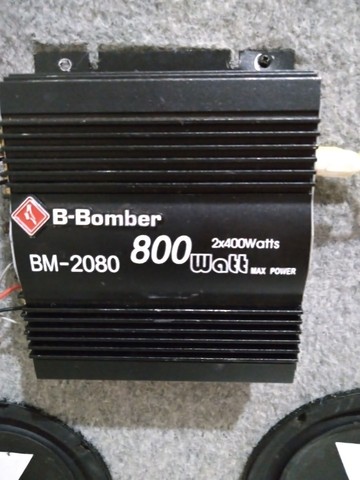 B-Bomber
BM-2080 800 Watt 2x400Watts
MAX POWER